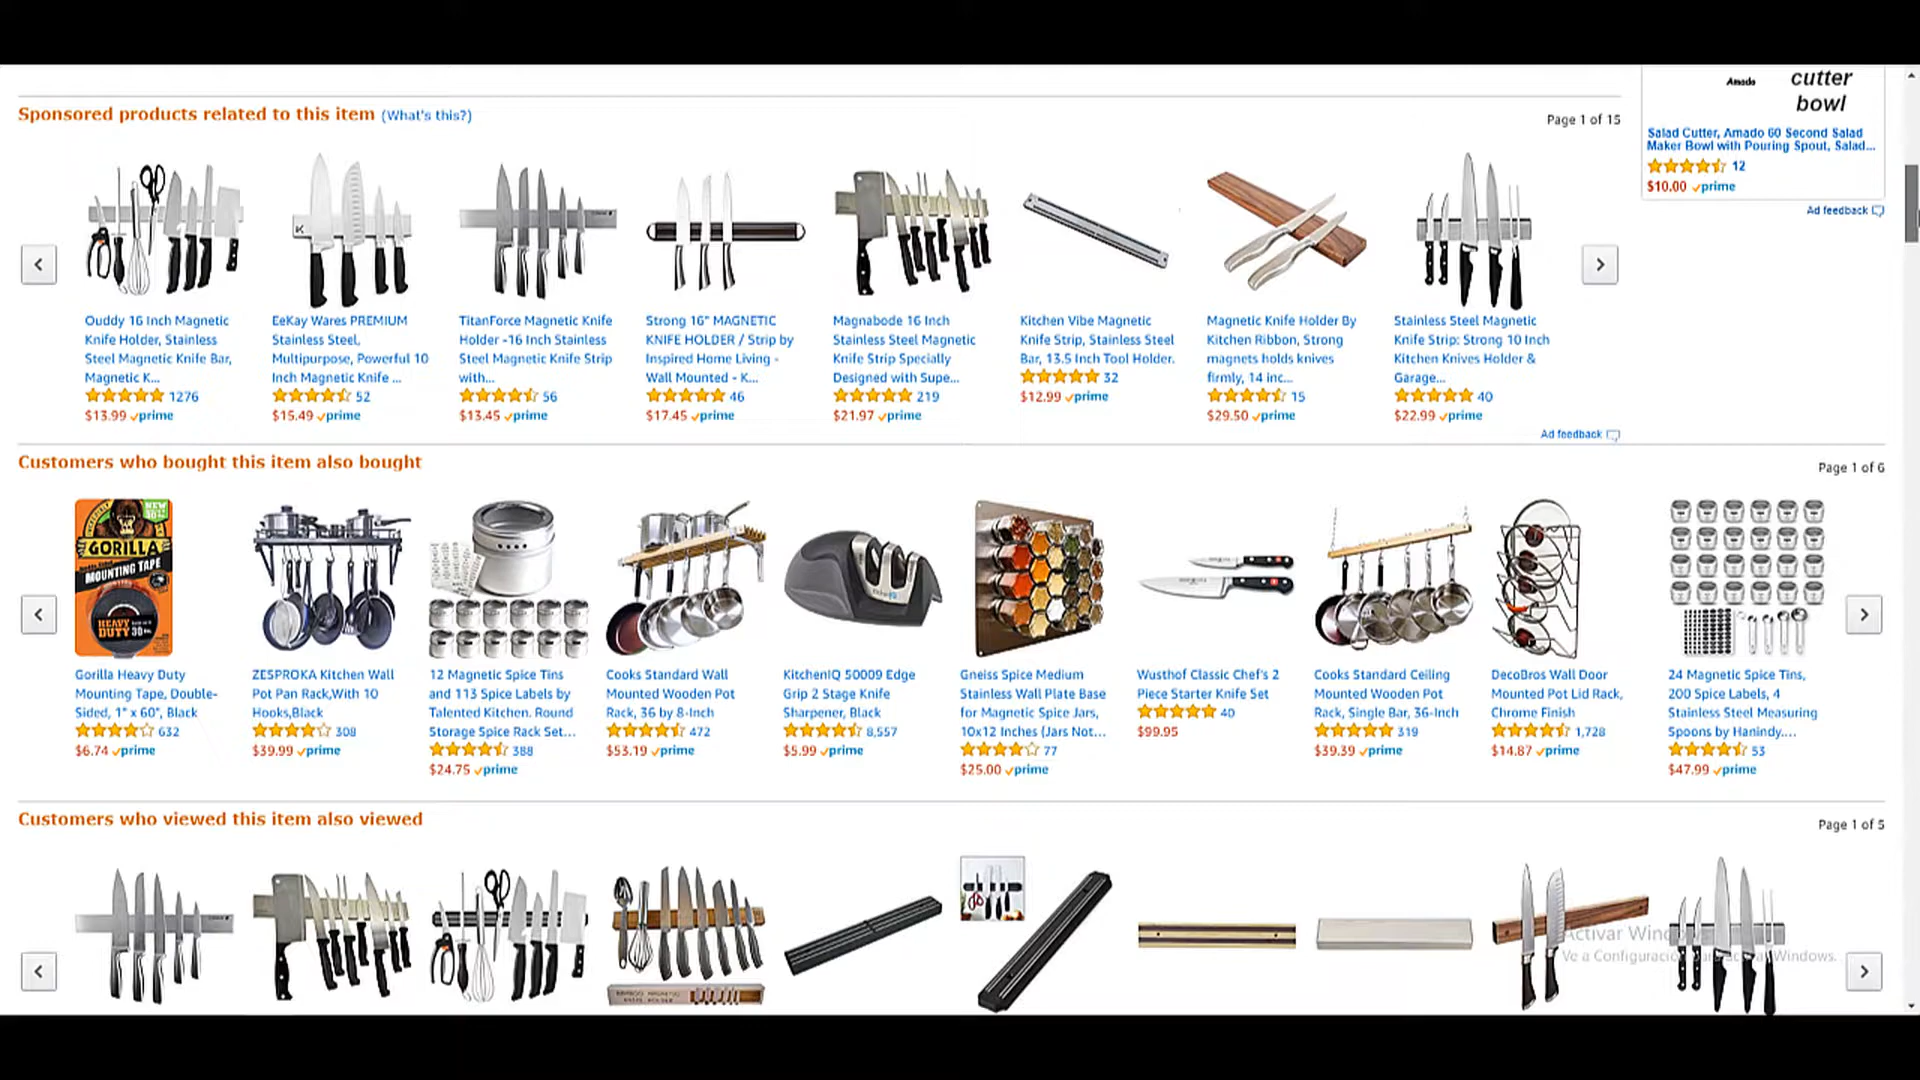 Amado
cutter
bowl
Salad Cutter, Amado 60 Second Salad
Maker Bowl with Pouring Spout, Salad...
12
$10.00 prime
Ad feedback
Sponsored products related to this item (What's this?)
Page 1 of 15
Ouddy 16 Inch Magnetic
Knife Holder, Stainless
Steel Magnetic Knife Bar,
Magnetic K...
1276
$13.99 prime
EeKay Wares PREMIUM
Stainless Steel,
Multipurpose, Powerful 10
Inch Magnetic Knife ...
52
$15.49 prime
TitanForce Magnetic Knife
Holder -16 Inch Stainless
Steel Magnetic Knife Strip
with...
56
$13.45 prime
Strong 16" MAGNETIC
KNIFE HOLDER / Strip by
Inspired Home Living -
Wall Mounted - K...
46
$17.45 prime
Magnabode 16 Inch
Stainless Steel Magnetic
Knife Strip Specially
Designed with Supe...
219
$21.97 prime
Kitchen Vibe Magnetic
Knife Strip, Stainless Steel
Bar, 13.5 Inch Tool Holder.
32
$12.99 prime
Magnetic Knife Holder By
Kitchen Ribbon, Strong
magnets holds knives
firmly, 14 inc...
15
$29.50 prime
Stainless Steel Magnetic
Knife Strip: Strong 10 Inch
Kitchen Knives Holder &
Garage...
40
$22.99 prime
Ad feedback
Customers who bought this item also bought
Page 1 of 6
GORILLA
MOUNTING TAPE
HEAVY
DUTY
30
Gorilla Heavy Duty
Mounting Tape, Double-
Sided, 1" x 60", Black
632
$6.74 prime
ZESPROKA Kitchen Wall
Pot Pan Rack,With 10
Hooks,Black
308
$39.99 prime
12 Magnetic Spice Tins
and 113 Spice Labels by
Talented Kitchen. Round
Storage Spice Rack Set...
388
$24.75 prime
Cooks Standard Wall
Mounted Wooden Pot
Rack, 36 by 8-Inch
472
$53.19 prime
KitchenIQ 50009 Edge
Grip 2 Stage Knife
Sharpener, Black
8,557
$5.99 prime
Gneiss Spice Medium
Stainless Wall Plate Base
for Magnetic Spice Jars,
10x12 Inches (Jars Not...
77
$25.00 prime
Wusthof Classic Chef's 2
Piece Starter Knife Set
40
$99.95
Cooks Standard Ceiling
Mounted Wooden Pot
Rack, Single Bar, 36-Inch
319
$39.39 prime
DecoBros Wall Door
Mounted Pot Lid Rack,
Chrome Finish
1,728
$14.87 prime
24 Magnetic Spice Tins,
200 Spice Labels, 4
Stainless Steel Measuring
Spoons by Hanindy....
53
$47.99 prime
Customers who viewed this item also viewed
Page 1 of 5
Activar Windows
Ve a Configuración para activar Windows.